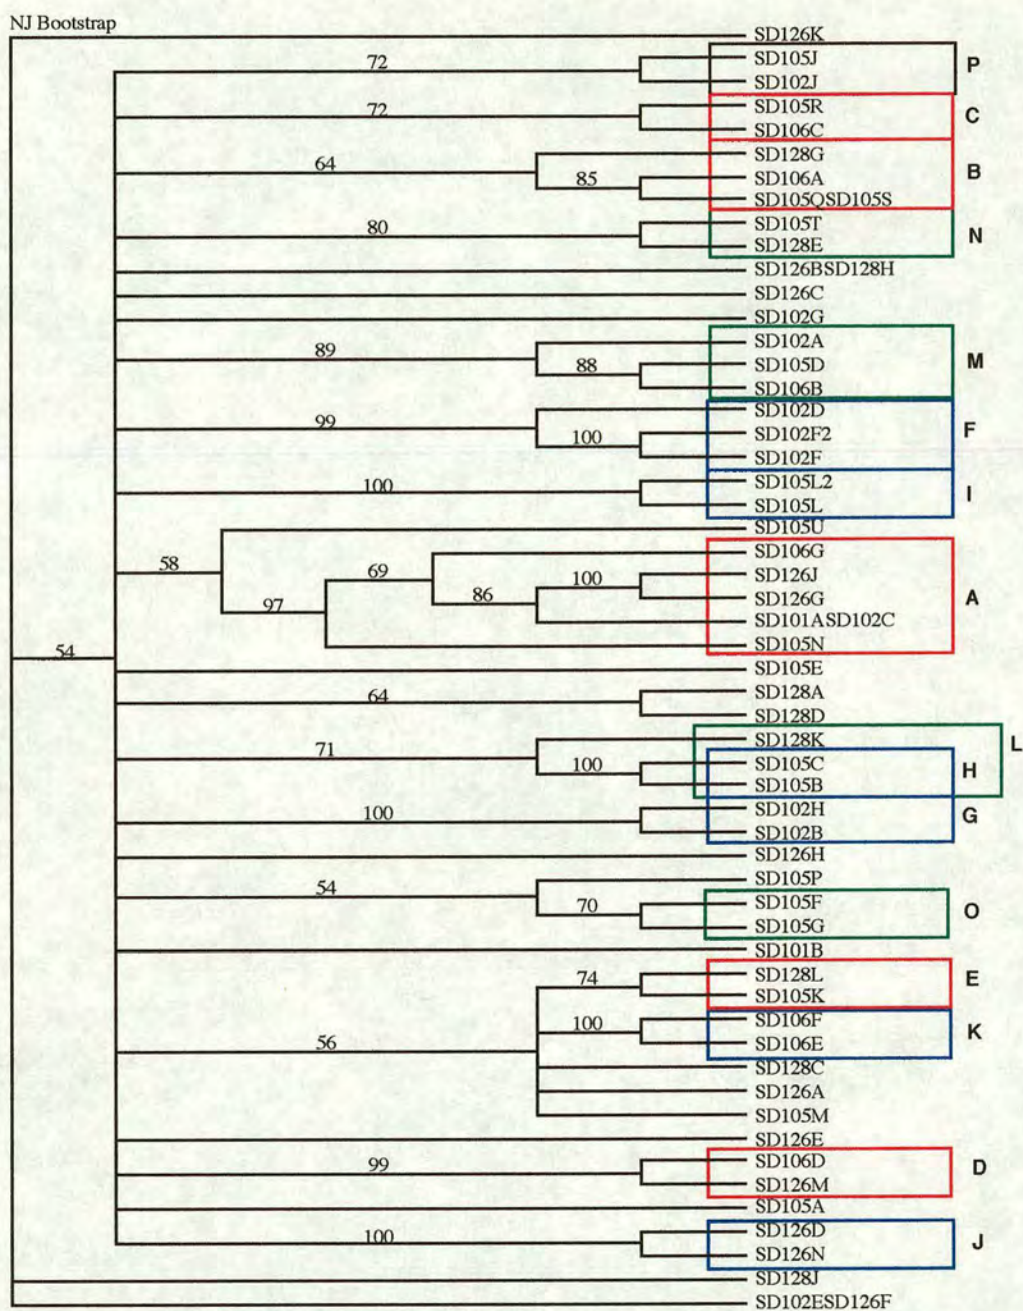 NJ Bootstrap
SD126K
72
SD105J
P
SD102J
72
SD105R
C
SD106C
64
SD128G
B
85
SD106A
SD105QSD105S
80
SD105T
N
SD128E
SD126BSD128H
SD126C
SD102G
89
SD102A
M
88
SD105D
SD106B
99
SD102D
F
100
SD102F2
SD102F
100
SD105L2
I
SD105L
SD105U
58
SD106G
69
100
SD126J
A
97
86
SD126G
SD101ASD102C
SD105N
54
SD105E
64
SD128A
SD128D
71
SD128K
L
100
SD105C
H
SD105B
100
SD102H
G
SD102B
SD126H
54
SD105P
70
SD105F
O
SD105G
SD101B
74
SD128L
E
SD105K
56
100
SD106F
K
SD106E
SD128C
SD126A
SD105M
SD126E
99
SD106D
D
SD126M
SD105A
100
SD126D
J
SD126N
SD128J
SD102ESD126F